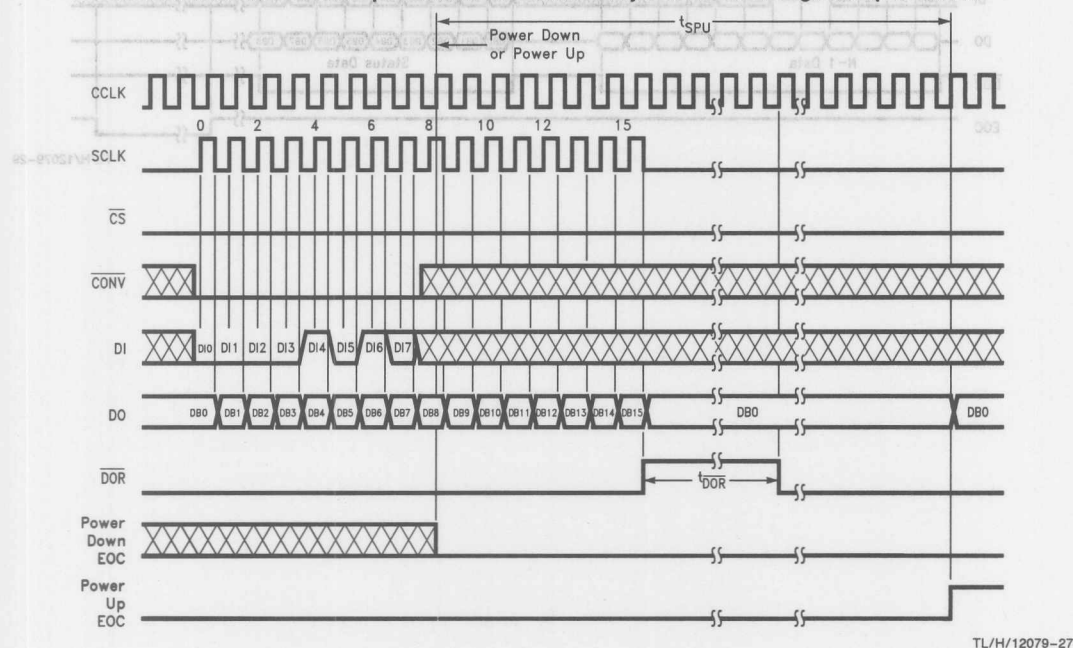 t_SPU
Power Down
or Power Up
CCLK
0 2 4 6 8 10 12 15
SCLK
CS
CONV
DI DI0 DI1 DI2 DI3 DI4 DI5 DI6 DI7
DO DB0 DB1 DB2 DB3 DB4 DB5 DB6 DB7 DB8 DB9 DB10 DB11 DB12 DB13 DB14 DB15 DB0 DB0
DOR t_DOR
Power
Down
EOC
Power
Up
EOC
TL/H/12079-27